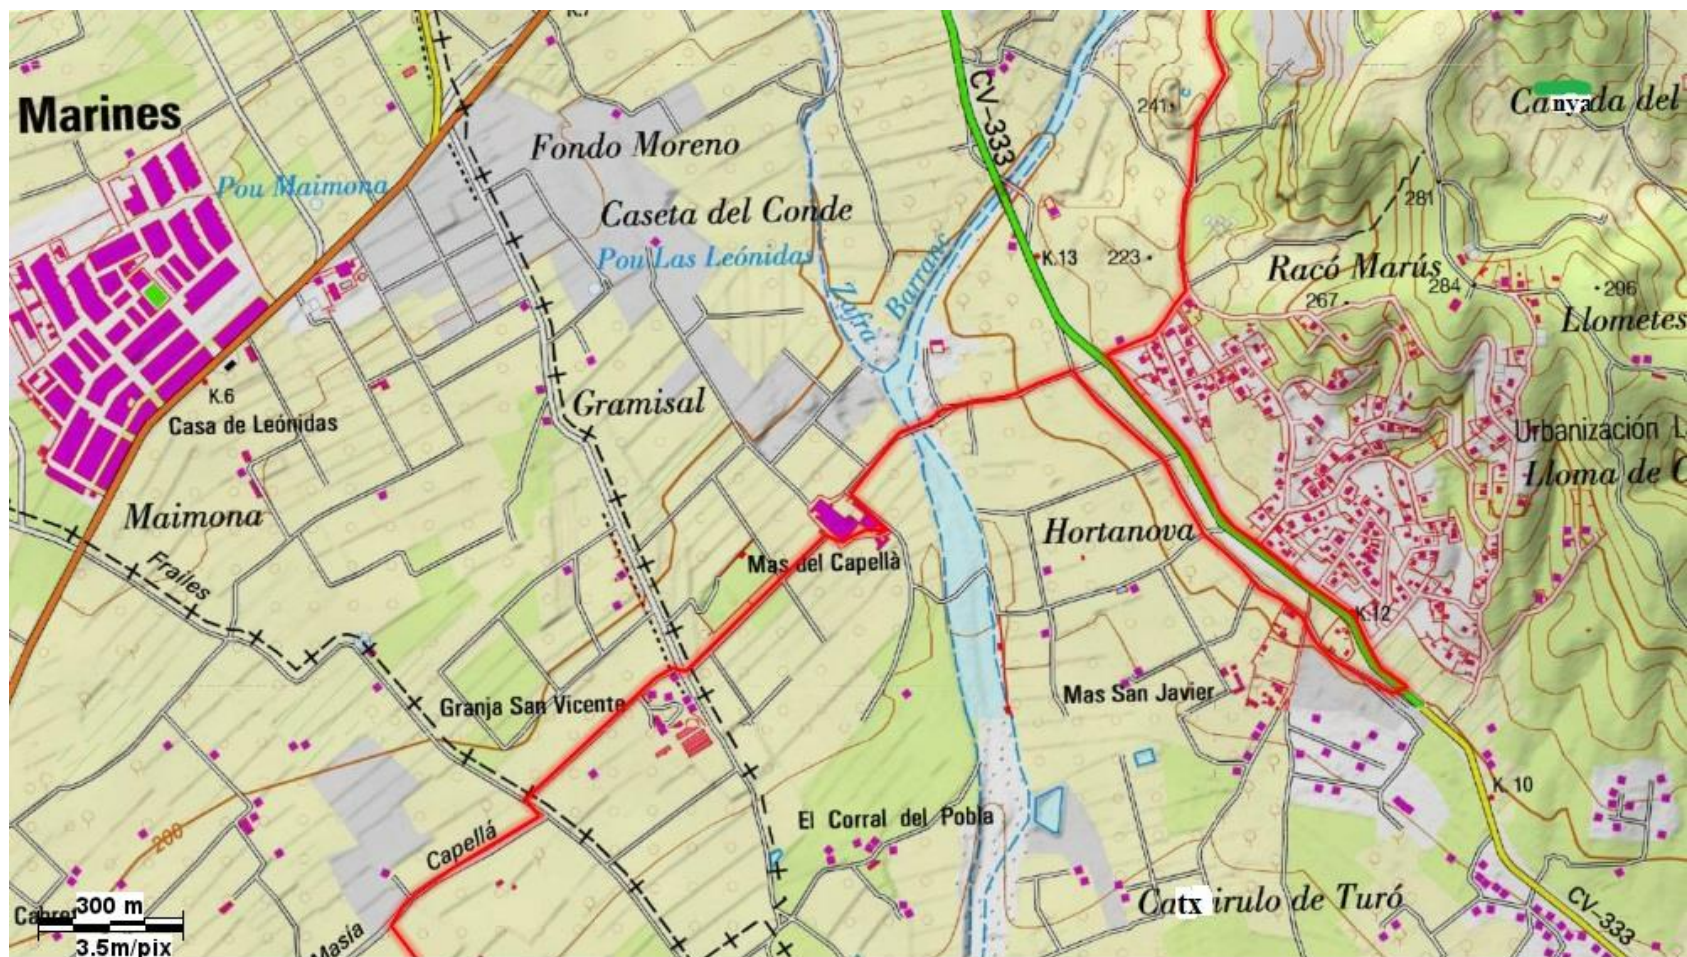 K.7
Canyada del
Marines
CV-333
241
Fondo Moreno
Pou Maimona
281
Caseta del Conde
Pou Las Leónidas
Barranc
K.13
223
Racó Marús
284
296
267
Zafra
Llometes
K.6
Casa de Leónidas
Gramisal
Urbanización L
Lloma de C
Maimona
Hortanova
Frailes
Mas del Capellà
K.12
Granja San Vicente
Mas San Javier
K. 10
El Corral del Pobla
200
Capellá
Catxirulo de Turó
CV-333
300 m
Masía
3.5m/pix